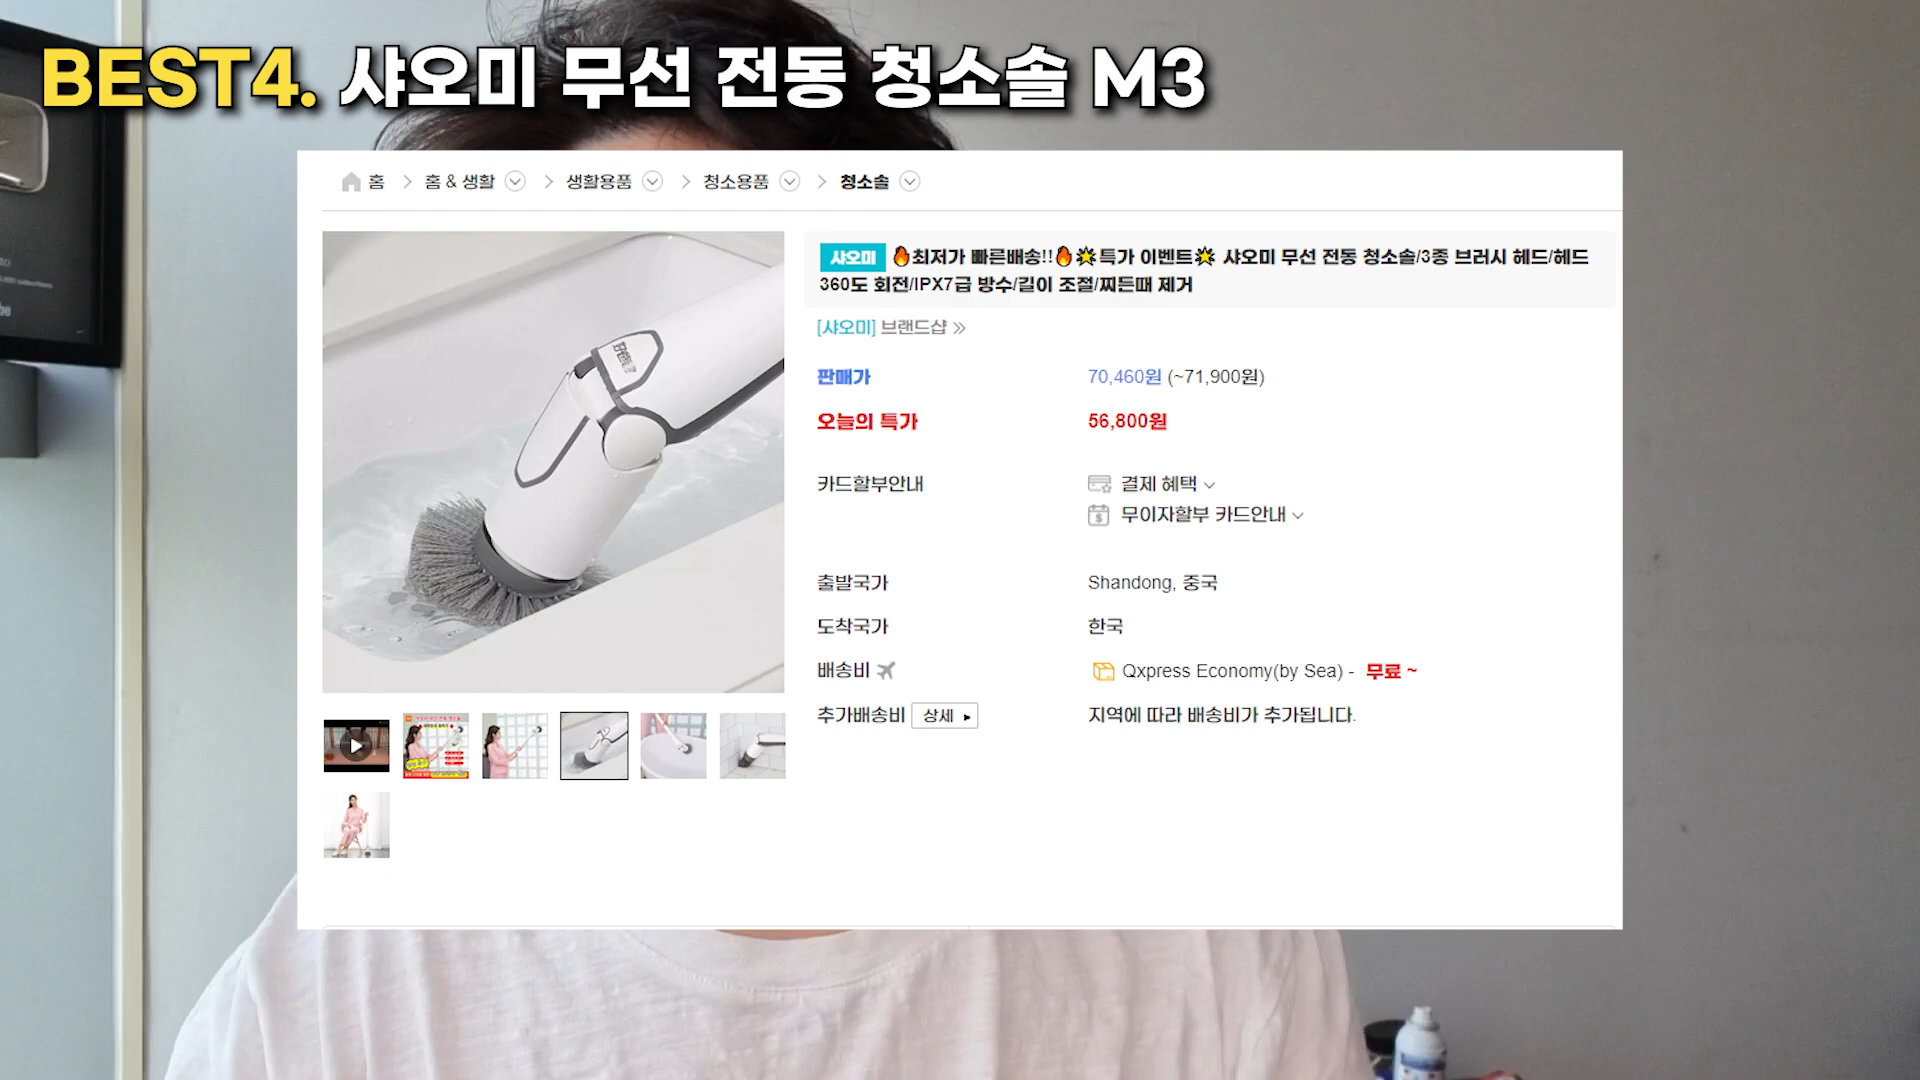 BEST4. 샤오미 무선 전동 청소솔 M3
홈 > 홈 & 생활 > 생활용품 > 청소용품 > 청소솔
샤오미 🔥최저가 빠른배송!!🔥🌟특가 이벤트🌟 샤오미 무선 전동 청소솔/3종 브러시 헤드/헤드
360도 회전/IPX7급 방수/길이 조절/찌든때 제거
[샤오미] 브랜드샵 »
판매가 70,460원 (~71,900원)
오늘의 특가 56,800원
카드할부안내 결제 혜택
무이자할부 카드안내
출발국가 Shandong, 중국
도착국가 한국
배송비 Qxpress Economy(by Sea) - 무료 ~
추가배송비 상세 ▸ 지역에 따라 배송비가 추가됩니다.